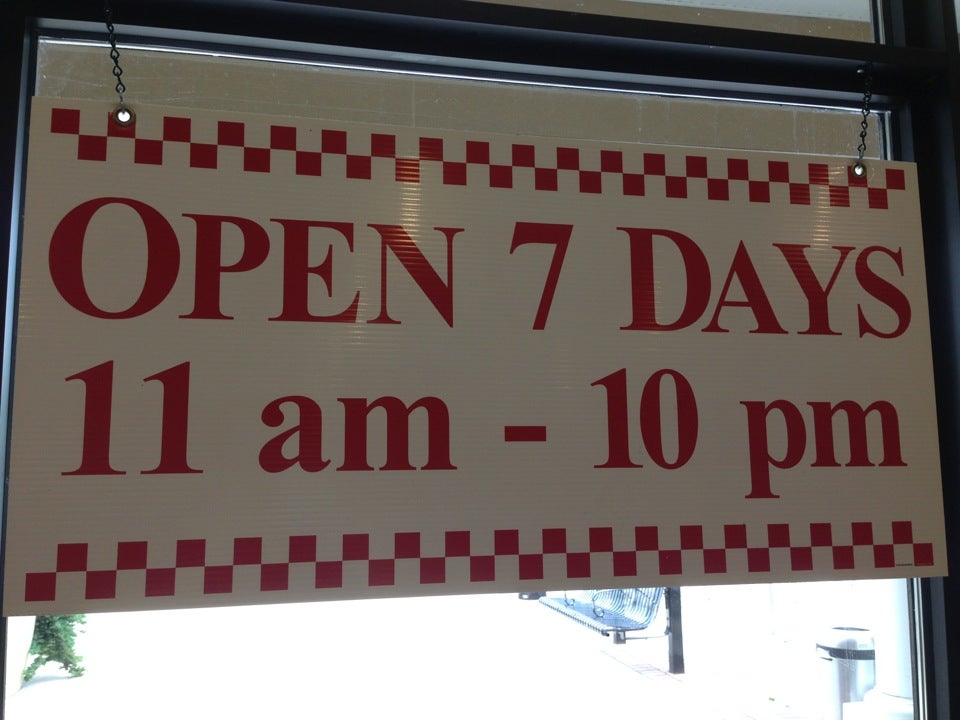 OPEN 7 DAYS
11 am - 10 pm